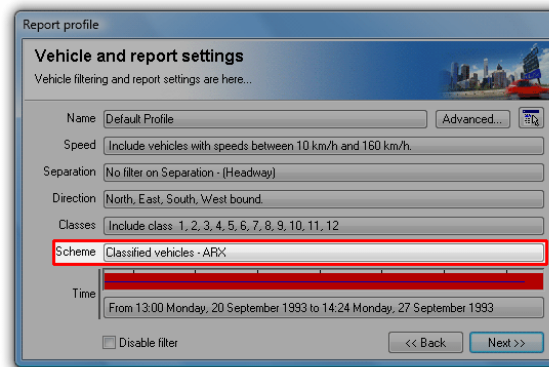 Report profile
Vehicle and report settings
Vehicle filtering and report settings are here...
Name Default Profile Advanced...
Speed Include vehicles with speeds between 10 km/h and 160 km/h.
Separation No filter on Separation - (Headway)
Direction North, East, South, West bound.
Classes Include class 1, 2, 3, 4, 5, 6, 7, 8, 9, 10, 11, 12
Scheme Classified vehicles - ARX
Time
From 13:00 Monday, 20 September 1993 to 14:24 Monday, 27 September 1993
Disable filter << Back Next >>